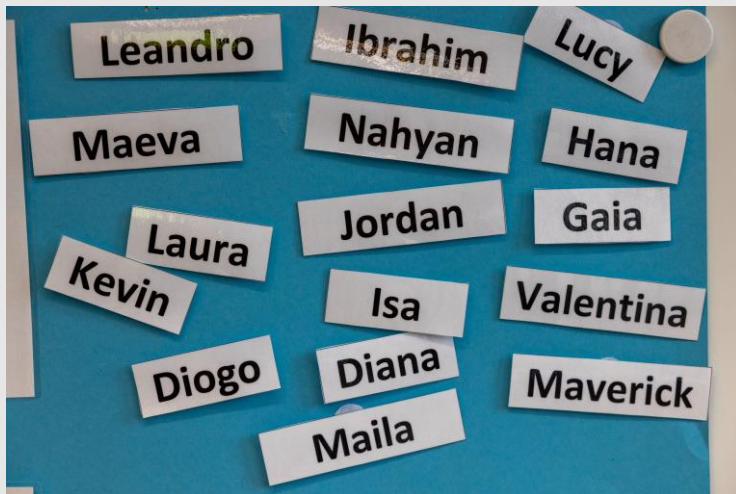 Leandro
Ibrahim
Lucy
Maeva
Nahyan
Hana
Laura
Jordan
Gaia
Kevin
Isa
Valentina
Diogo
Diana
Maverick
Maila